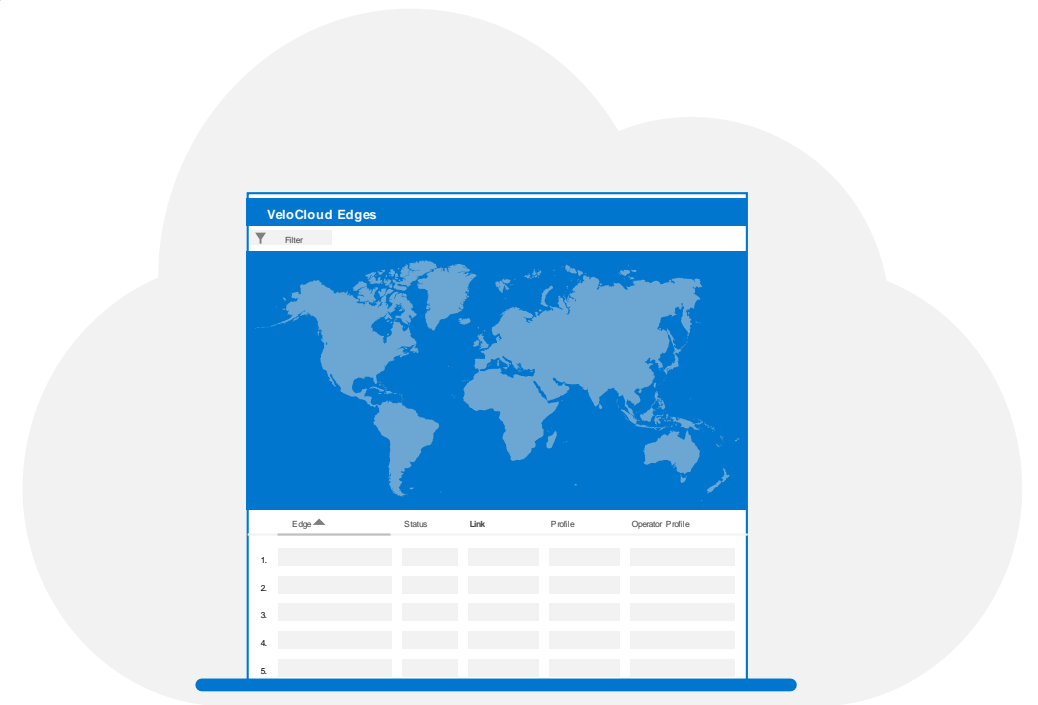 VeloCloud Edges
Filter
Edge Status Link Profile Operator Profile
1.
2.
3.
4.
5.